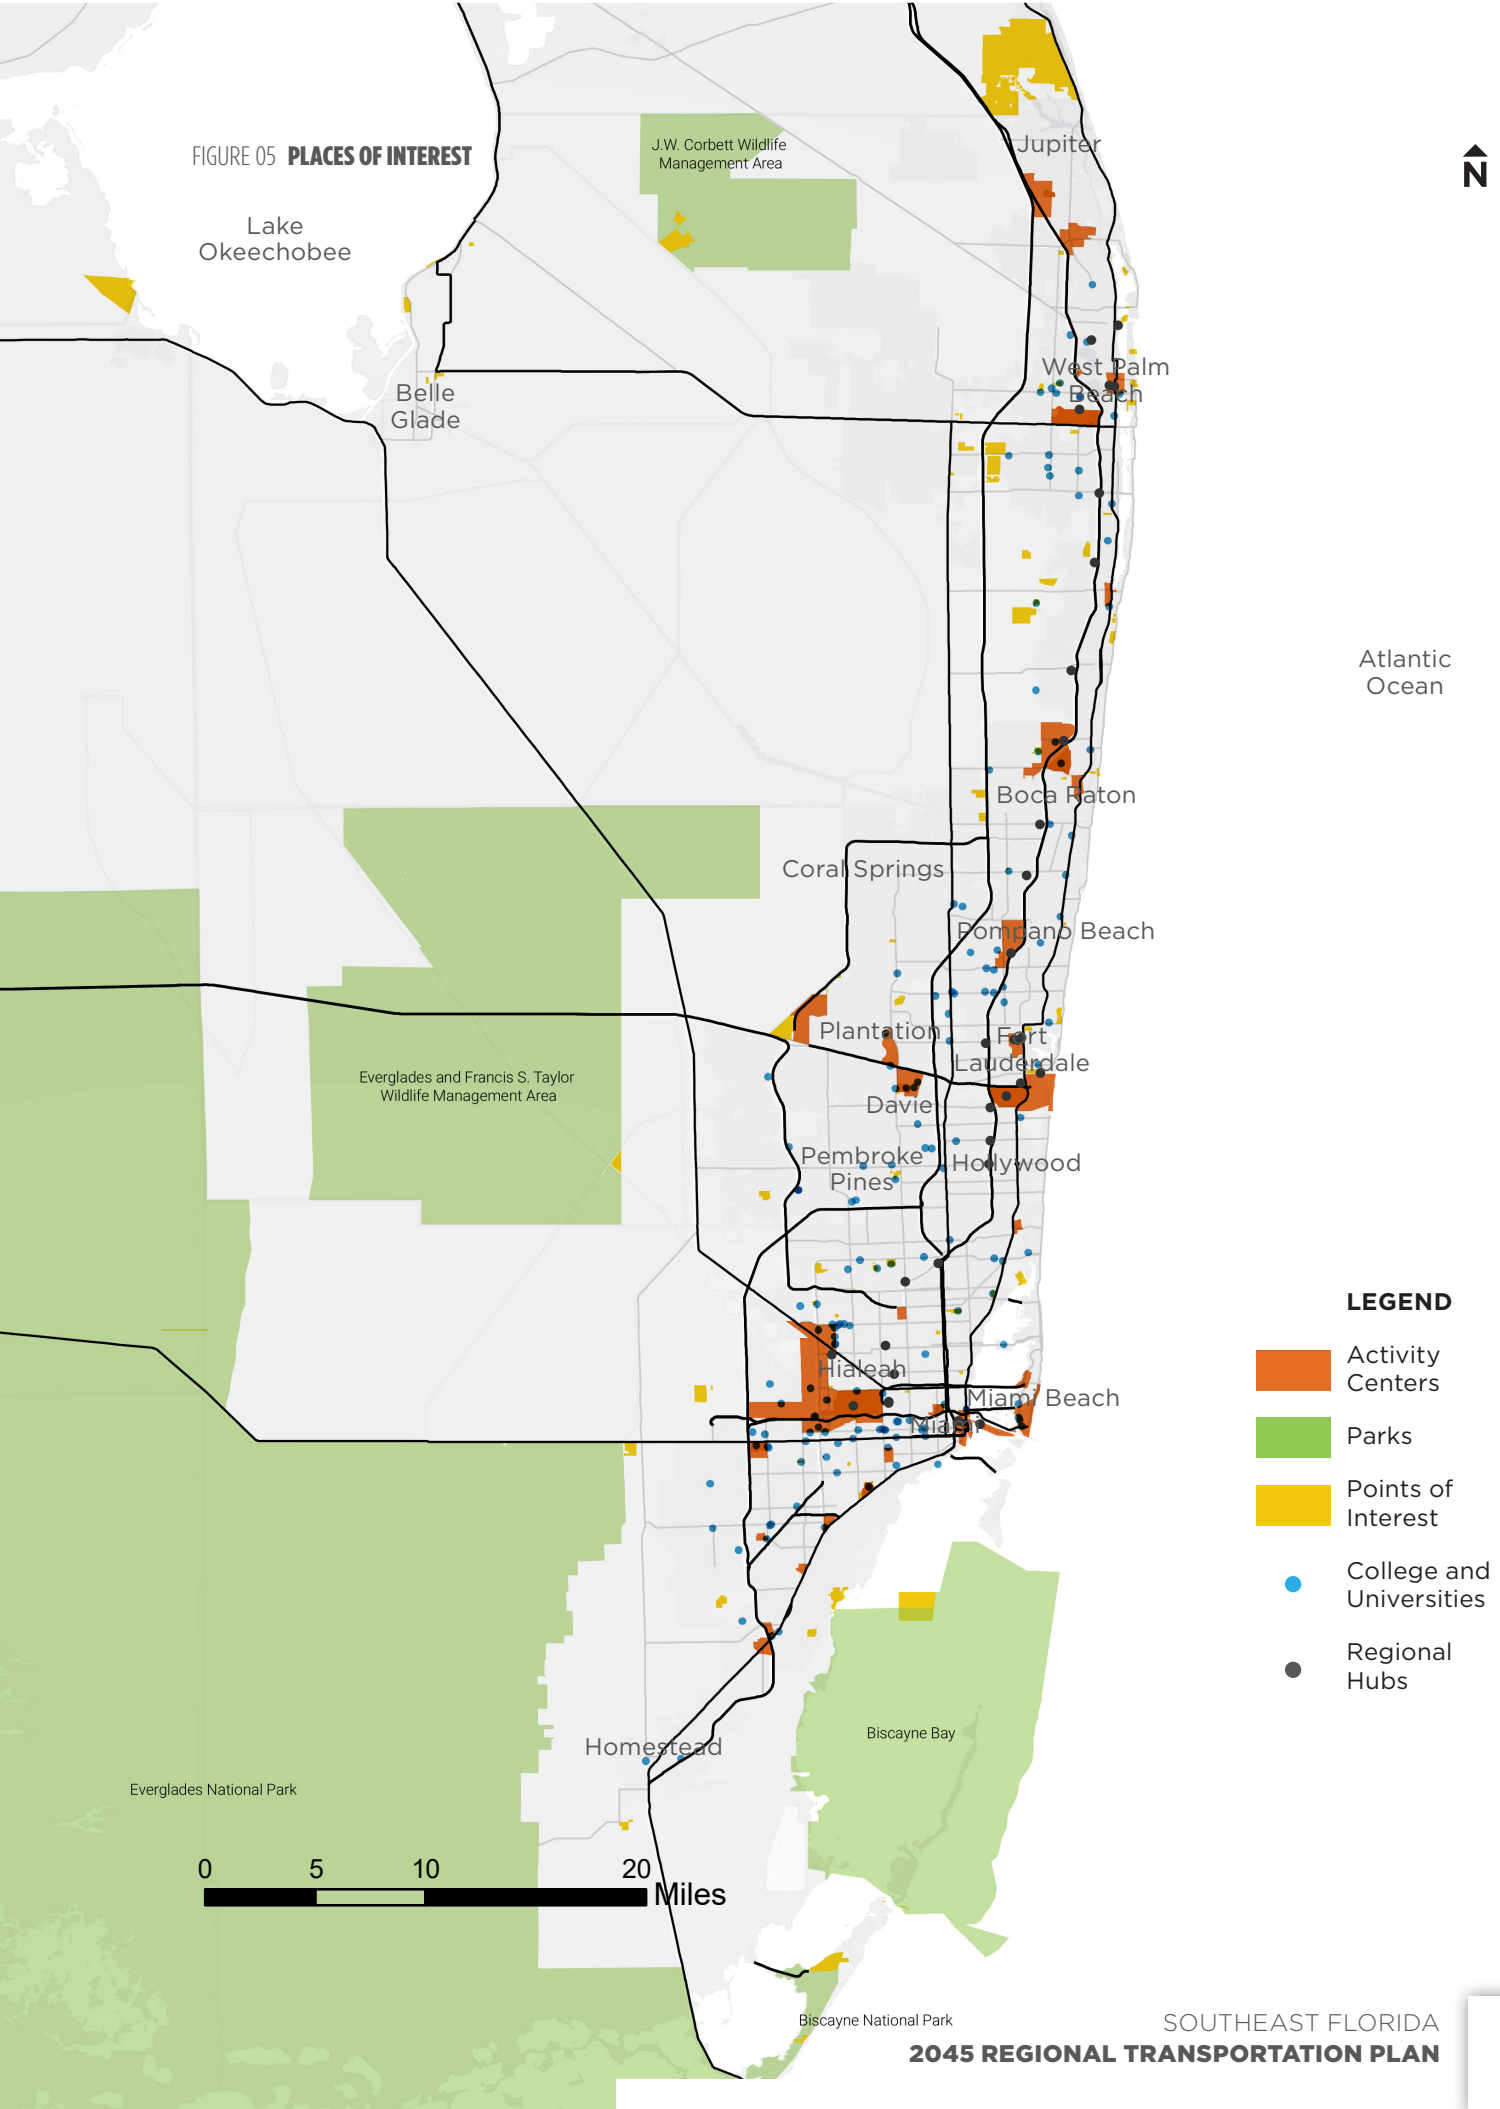 J.W. Corbett Wildlife
Management Area
Jupiter
FIGURE 05 PLACES OF INTEREST
N
Lake
Okeechobee
West Palm
Beach
Belle
Glade
Atlantic
Ocean
Boca Raton
Coral Springs
Pompano Beach
Plantation
Fort
Lauderdale
Everglades and Francis S. Taylor
Wildlife Management Area
Davie
Pembroke
Pines
Hollywood
Hialeah
Miami Beach
Miami
LEGEND
Activity
Centers
Parks
Points of
Interest
College and
Universities
Regional
Hubs
Biscayne Bay
Homestead
Everglades National Park
0 5 10 20
Miles
Biscayne National Park
SOUTHEAST FLORIDA
2045 REGIONAL TRANSPORTATION PLAN